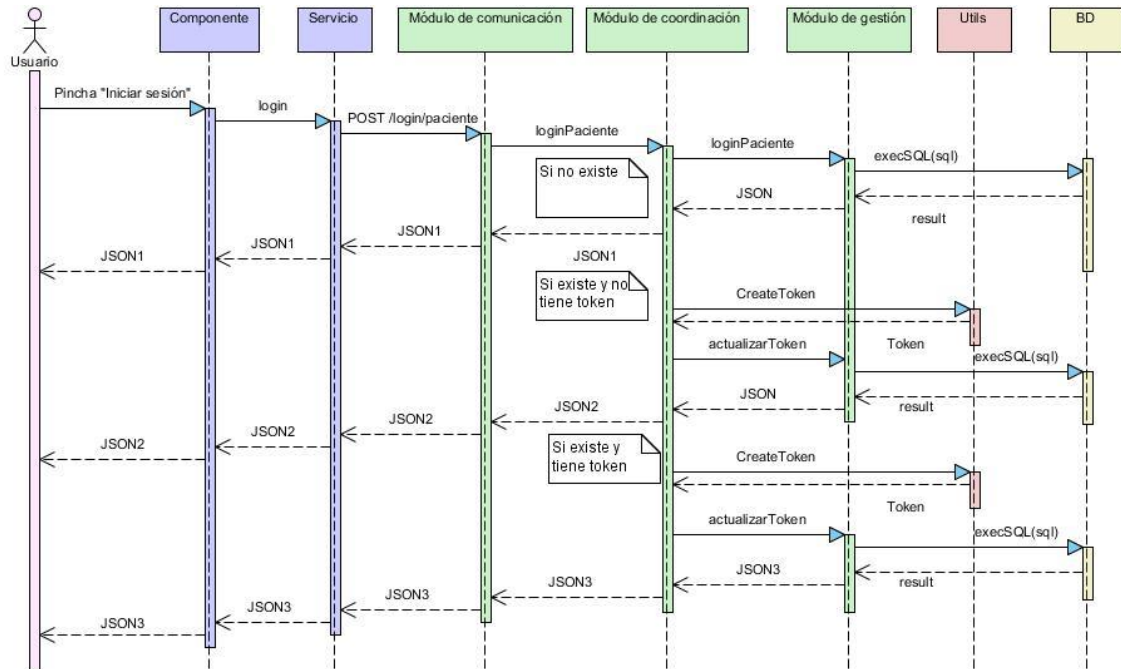 Componente
Servicio
Módulo de comunicación
Módulo de coordinación
Módulo de gestión
Utils
BD
Usuario
Pincha "Iniciar sesión"
login
POST /login/paciente
loginPaciente
loginPaciente
execSQL(sql)
Si no existe
JSON
result
JSON1
JSON1
JSON1
JSON1
Si existe y no
tiene token
CreateToken
Token
actualizarToken
execSQL(sql)
JSON
result
JSON2
JSON2
JSON2
JSON2
Si existe y
tiene token
CreateToken
Token
actualizarToken
execSQL(sql)
result
JSON3
JSON3
JSON3
JSON3
JSON3